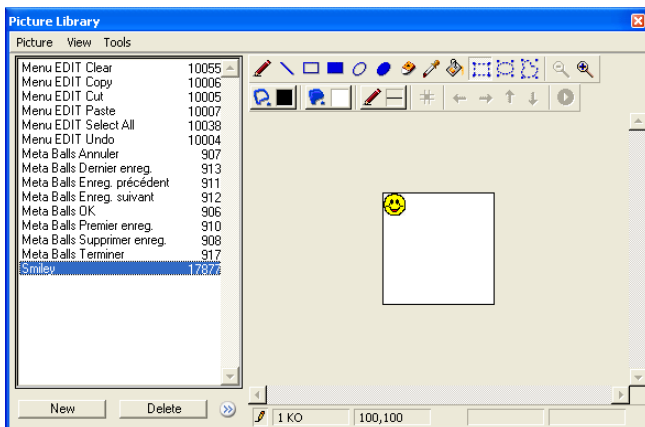 Picture Library
Picture View Tools
Menu EDIT Clear 10055
Menu EDIT Copy 10006
Menu EDIT Cut 10005
Menu EDIT Paste 10007
Menu EDIT Select All 10038
Menu EDIT Undo 10004
Meta Balls Annuler 907
Meta Balls Dernier enreg. 913
Meta Balls Enreg. précédent 911
Meta Balls Enreg. suivant 912
Meta Balls OK 906
Meta Balls Premier enreg. 910
Meta Balls Supprimer enreg. 908
Meta Balls Terminer 917
Smiley 17877
New Delete
1 KO 100,100